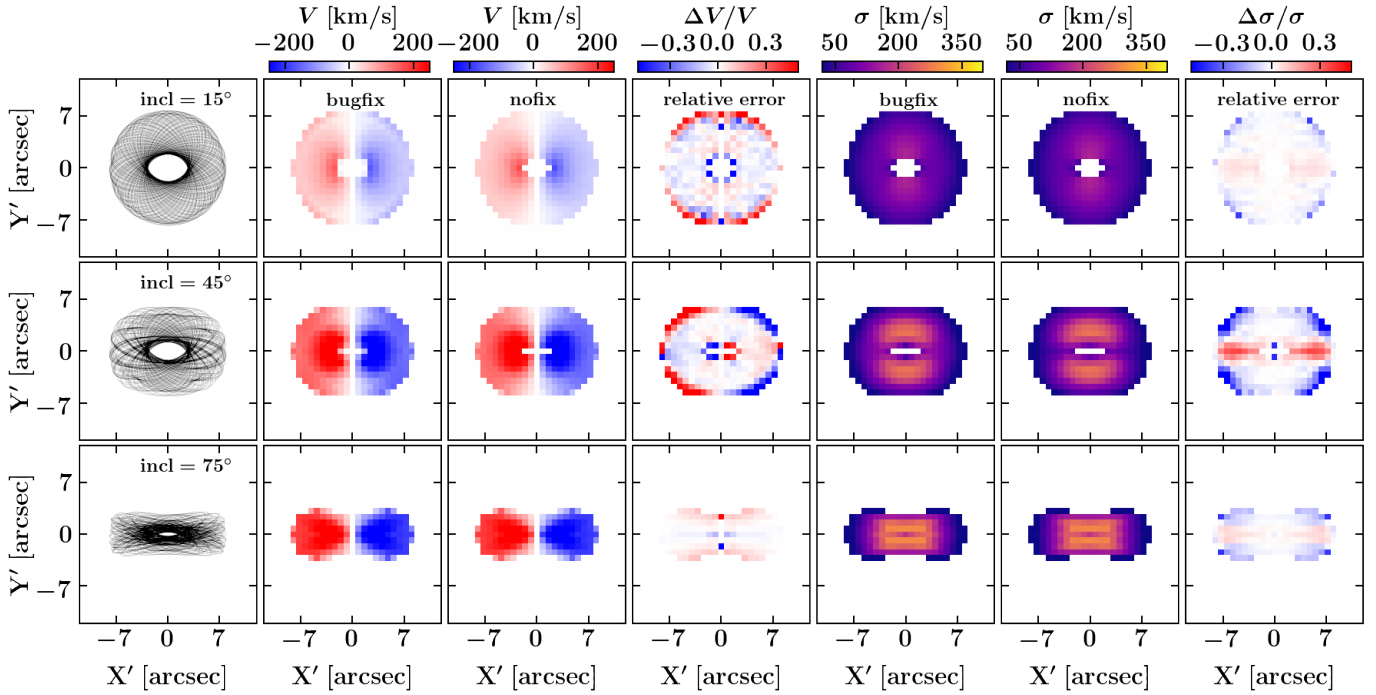 V [km/s] V [km/s] ΔV/V σ [km/s] σ [km/s] Δσ/σ
−200 0 200 −200 0 200 −0.3 0.0 0.3 50 200 350 50 200 350 −0.3 0.0 0.3
incl = 15° bugfix nofix relative error bugfix nofix relative error
7
0
−7
Y′ [arcsec]
incl = 45°
7
0
−7
Y′ [arcsec]
incl = 75°
7
0
−7
Y′ [arcsec]
−7 0 7 −7 0 7 −7 0 7 −7 0 7 −7 0 7 −7 0 7 −7 0 7
X′ [arcsec] X′ [arcsec] X′ [arcsec] X′ [arcsec] X′ [arcsec] X′ [arcsec] X′ [arcsec]